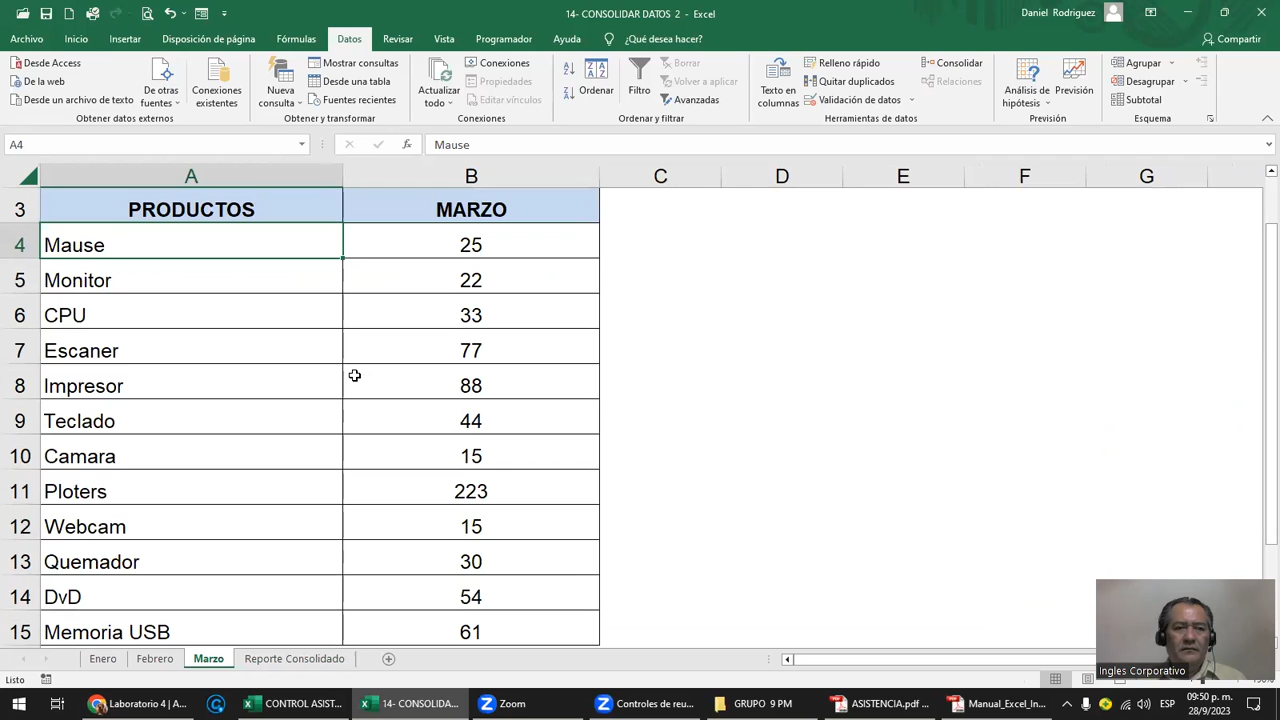 14- CONSOLIDAR DATOS 2 - Excel
Daniel Rodriguez
Archivo Inicio Insertar Disposición de página Fórmulas Datos Revisar Vista Programador Ayuda ¿Qué desea hacer? Compartir
Desde Access
De la web
Desde un archivo de texto
De otras fuentes
Conexiones existentes
Obtener datos externos
Nueva consulta
Mostrar consultas
Desde una tabla
Fuentes recientes
Obtener y transformar
Actualizar todo
Conexiones
Propiedades
Editar vínculos
Conexiones
Ordenar
Filtro
Borrar
Volver a aplicar
Avanzadas
Ordenar y filtrar
Texto en columnas
Relleno rápido
Quitar duplicados
Validación de datos
Consolidar
Relaciones
Herramientas de datos
Análisis de hipótesis
Previsión
Previsión
Agrupar
Desagrupar
Subtotal
Esquema
A4 fx Mause
A B C D E F G
3 PRODUCTOS MARZO
4 Mause 25
5 Monitor 22
6 CPU 33
7 Escaner 77
8 Impresor 88
9 Teclado 44
10 Camara 15
11 Ploters 223
12 Webcam 15
13 Quemador 30
14 DvD 54
15 Memoria USB 61
Ingles Corporativo
Enero Febrero Marzo Reporte Consolidado
Listo
Laboratorio 4 | A...
CONTROL ASIST...
14- CONSOLIDA...
Zoom
Controles de reu...
GRUPO 9 PM
ASISTENCIA.pdf ...
Manual_Excel_In...
ESP
09:50 p. m.
28/9/2023